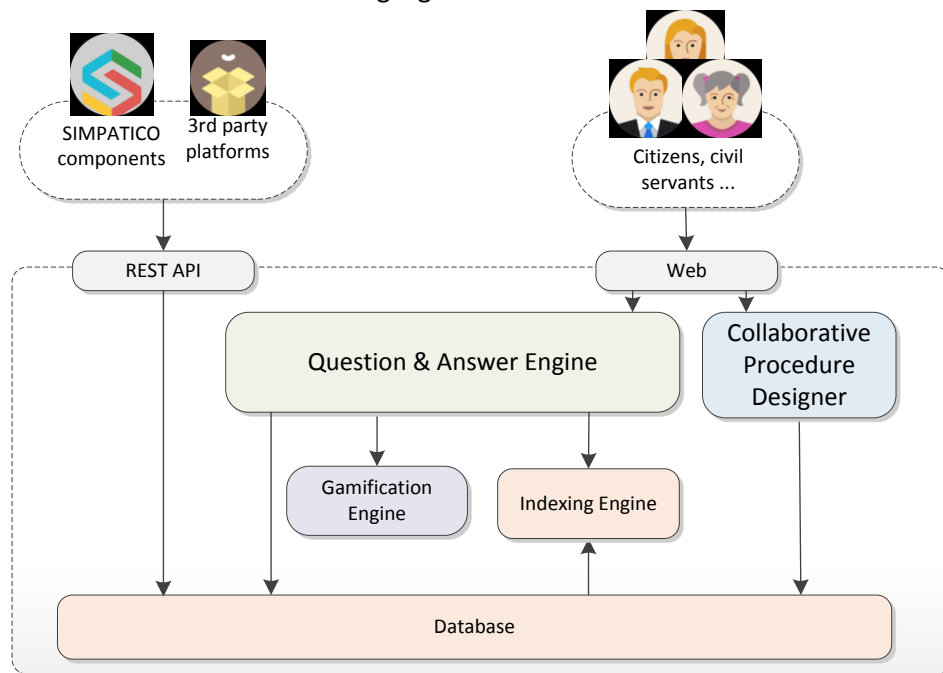 SIMPATICO
components
3rd party
platforms
Citizens, civil
servants ...
REST API
Web
Question & Answer Engine
Collaborative
Procedure
Designer
Gamification
Engine
Indexing Engine
Database